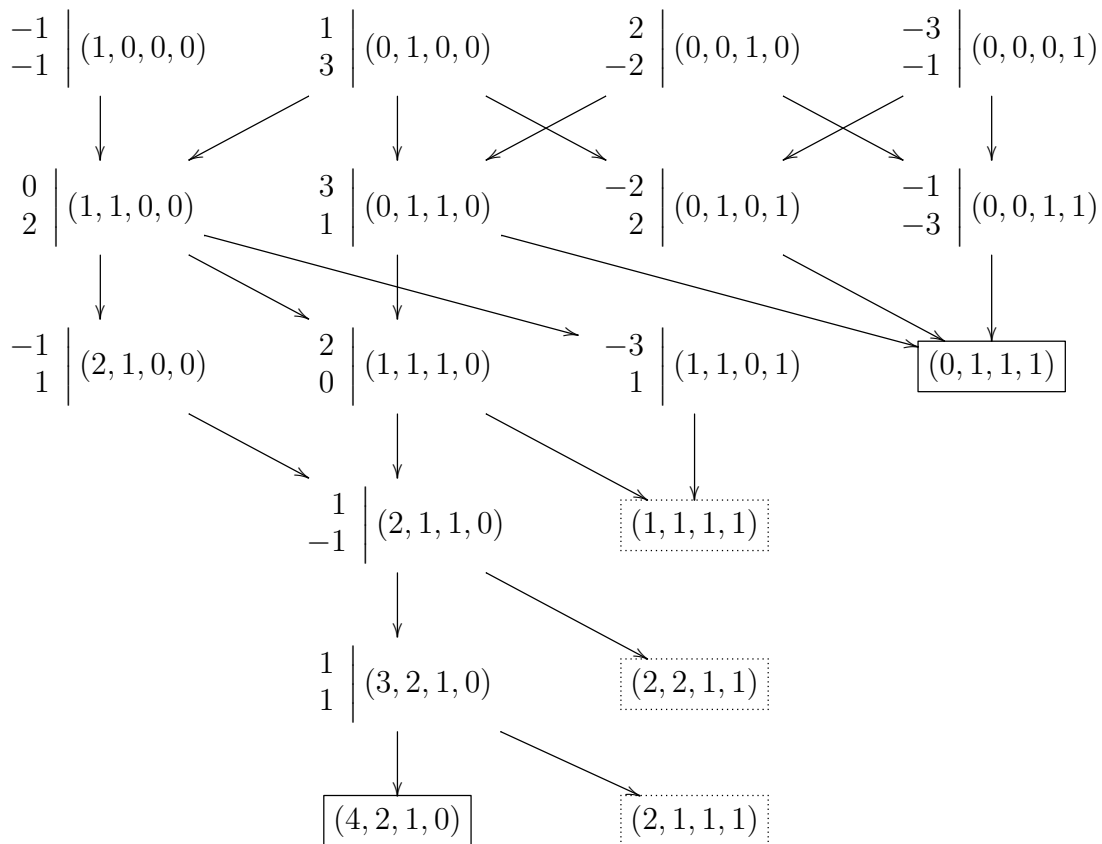 −1 −1 | (1, 0, 0, 0)
1 3 | (0, 1, 0, 0)
2 −2 | (0, 0, 1, 0)
−3 −1 | (0, 0, 0, 1)
0 2 | (1, 1, 0, 0)
3 1 | (0, 1, 1, 0)
−2 2 | (0, 1, 0, 1)
−1 −3 | (0, 0, 1, 1)
−1 1 | (2, 1, 0, 0)
2 0 | (1, 1, 1, 0)
−3 1 | (1, 1, 0, 1)
(0, 1, 1, 1)
1 −1 | (2, 1, 1, 0)
(1, 1, 1, 1)
1 1 | (3, 2, 1, 0)
(2, 2, 1, 1)
(4, 2, 1, 0)
(2, 1, 1, 1)